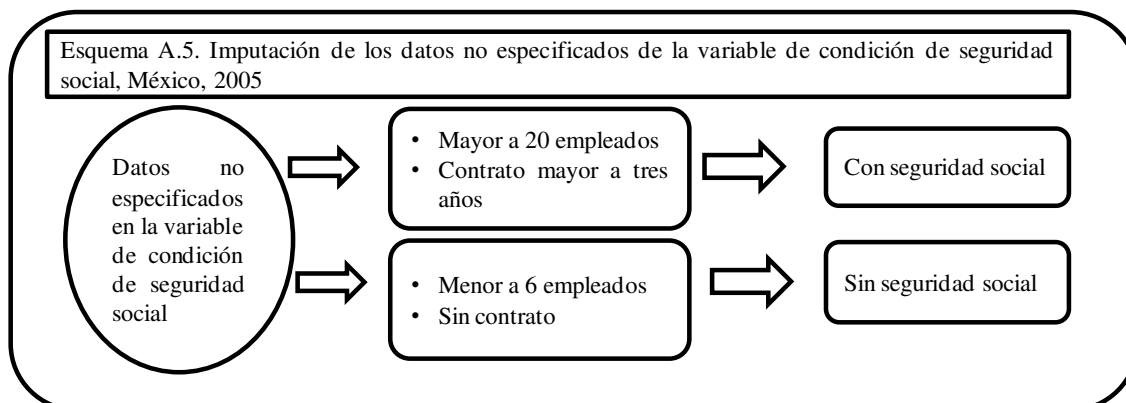 Esquema A.5. Imputación de los datos no especificados de la variable de condición de seguridad
social, México, 2005
Datos no
especificados
en la variable
de condición
de seguridad
social
• Mayor a 20 empleados
• Contrato mayor a tres
años
Con seguridad social
• Menor a 6 empleados
• Sin contrato
Sin seguridad social